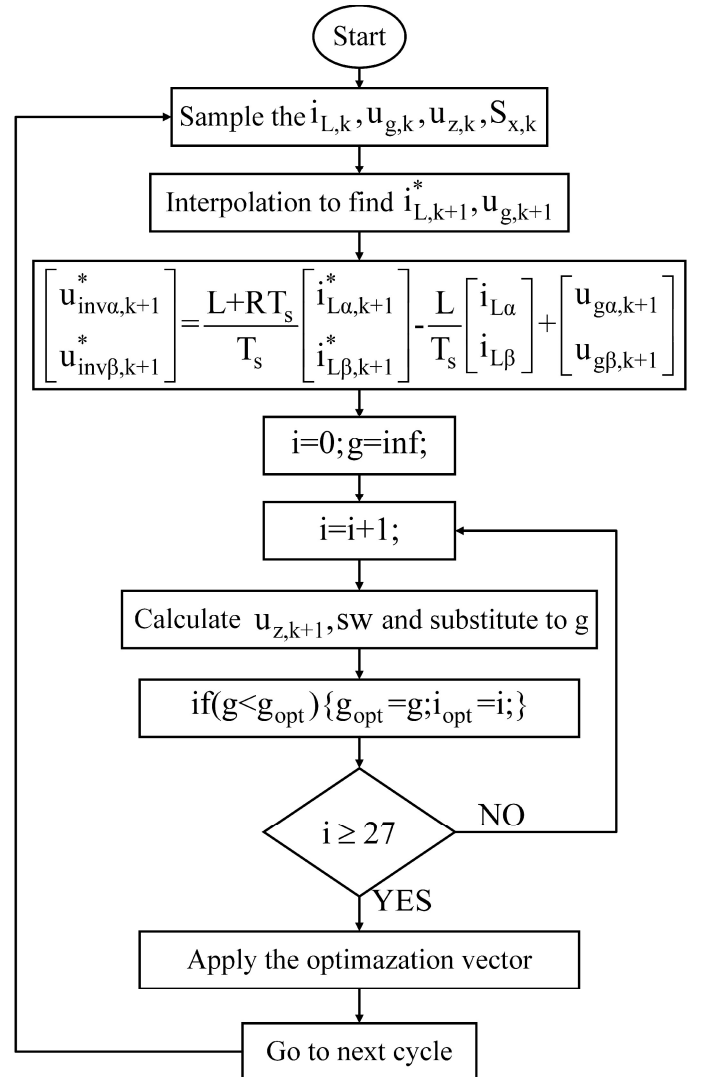 Start
Sample the i_{L,k},u_{g,k},u_{z,k},S_{x,k}
Interpolation to find i^*_{L,k+1},u_{g,k+1}
[u^*_{invα,k+1} u^*_{invβ,k+1}]=\frac{L+RT_s}{T_s}[i^*_{Lα,k+1} i^*_{Lβ,k+1}]-\frac{L}{T_s}[i_{Lα} i_{Lβ}]+[u_{gα,k+1} u_{gβ,k+1}]
i=0;g=inf;
i=i+1;
Calculate u_{z,k+1},sw and substitute to g
if(g<g_{opt}){g_{opt}=g;i_{opt}=i;}
i ≥ 27
NO
YES
Apply the optimazation vector
Go to next cycle